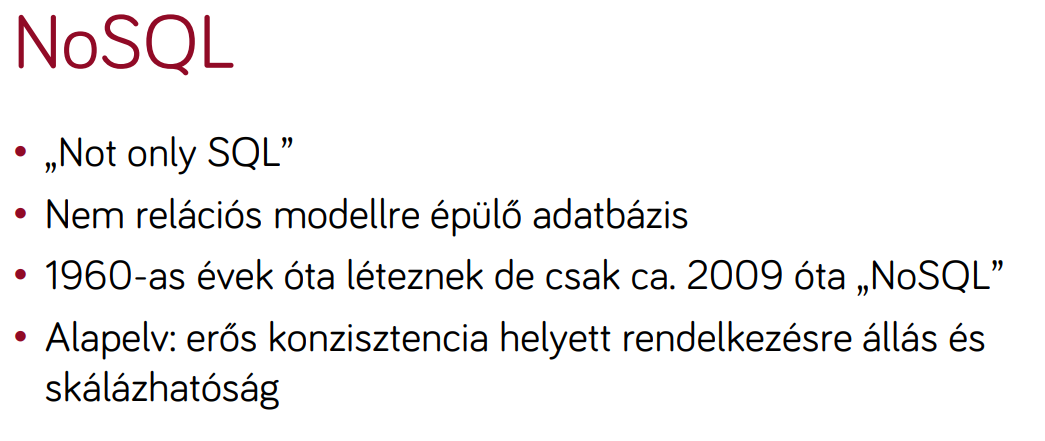 NoSQL
• „Not only SQL”
• Nem relációs modellre épülő adatbázis
• 1960-as évek óta léteznek de csak ca. 2009 óta „NoSQL”
• Alapelv: erős konzisztencia helyett rendelkezésre állás és
skálázhatóság